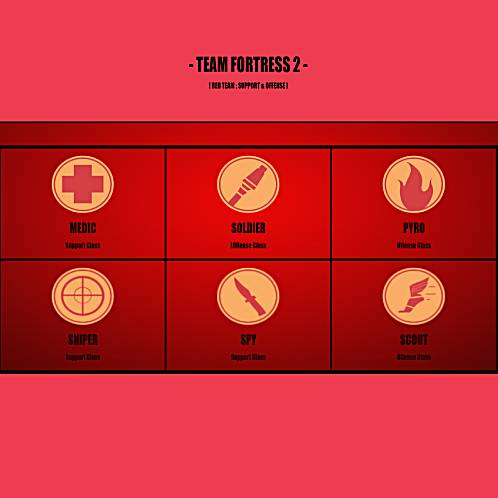 - TEAM FORTRESS 2 -
[ RED TEAM ; SUPPORT & OFFENSE ]
MEDIC
Support Class
SOLDIER
Offense Class
PYRO
Offense Class
SNIPER
Support Class
SPY
Support Class
SCOUT
Offense Class